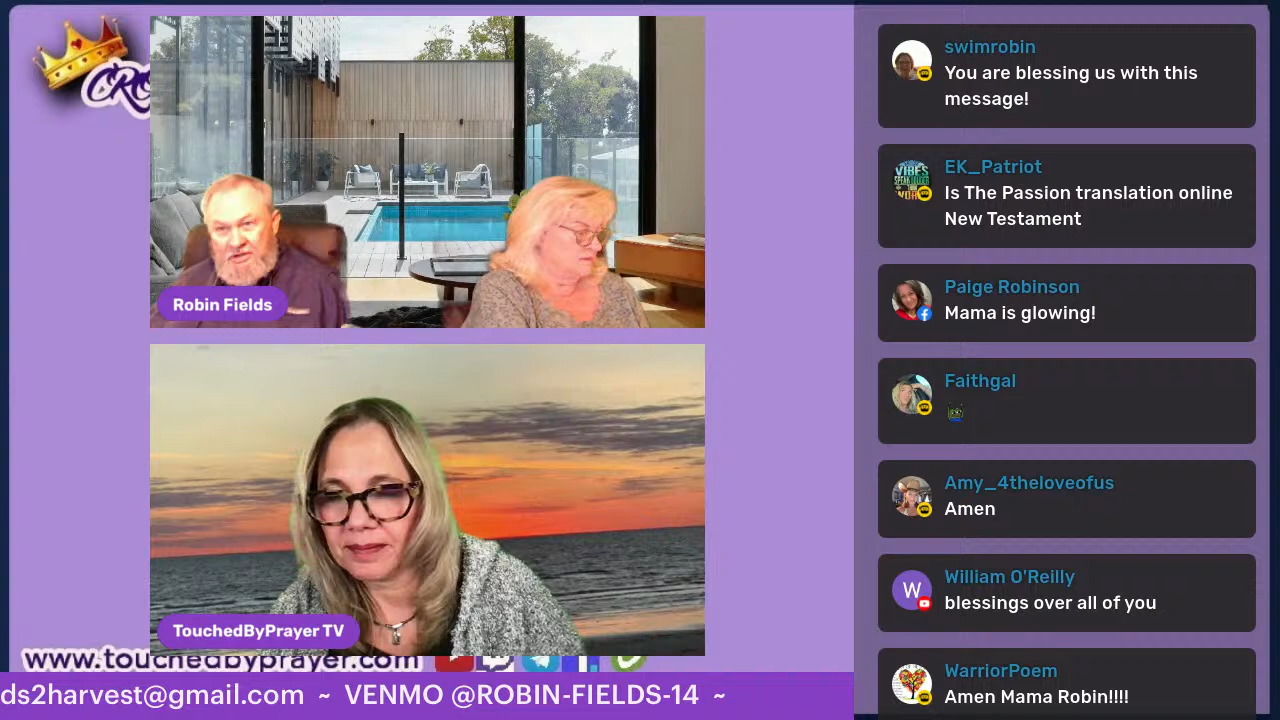 CRO
Robin Fields
TouchedByPrayer TV
www.touchedbyprayer.com
ds2harvest@gmail.com ~ VENMO @ROBIN-FIELDS-14 ~
swimrobin
You are blessing us with this
message!
EK_Patriot
Is The Passion translation online
New Testament
Paige Robinson
Mama is glowing!
Faithgal
Amy_4theloveofus
Amen
W
William O'Reilly
blessings over all of you
WarriorPoem
Amen Mama Robin!!!!